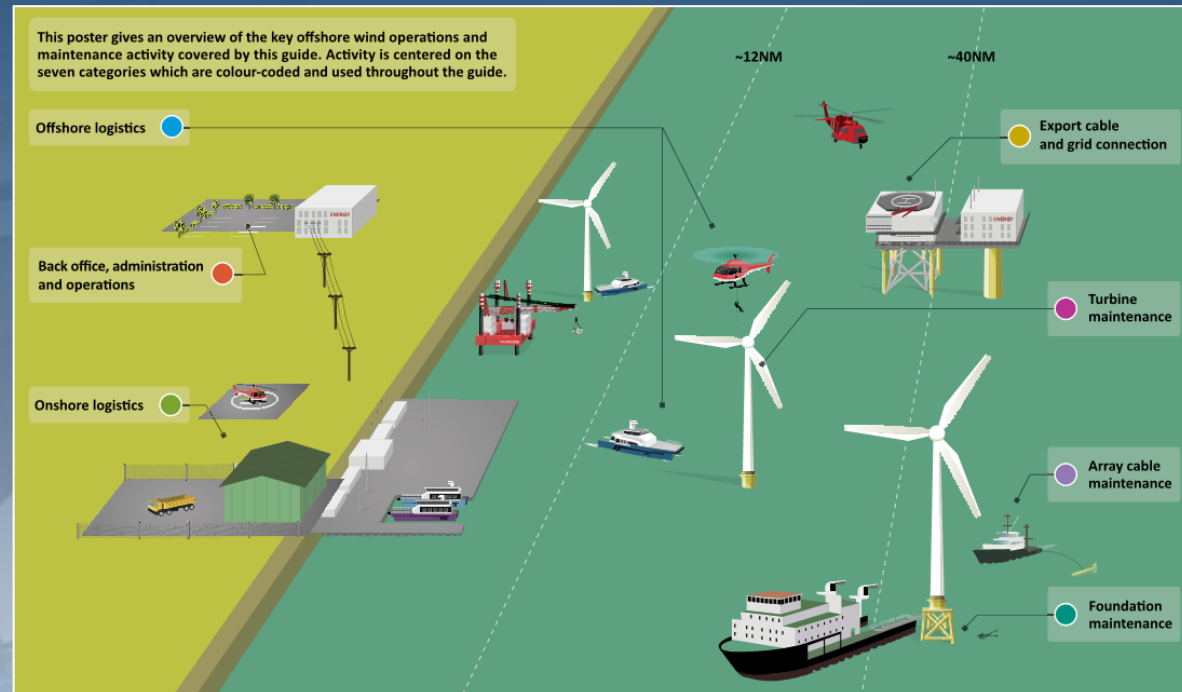 This poster gives an overview of the key offshore wind operations and
maintenance activity covered by this guide. Activity is centered on the
seven categories which are colour-coded and used throughout the guide.
~12NM
~40NM
Offshore logistics
Export cable
and grid connection
ENERGY
ENERGY
Back office, administration
and operations
Turbine
maintenance
Onshore logistics
H
Array cable
maintenance
Foundation
maintenance